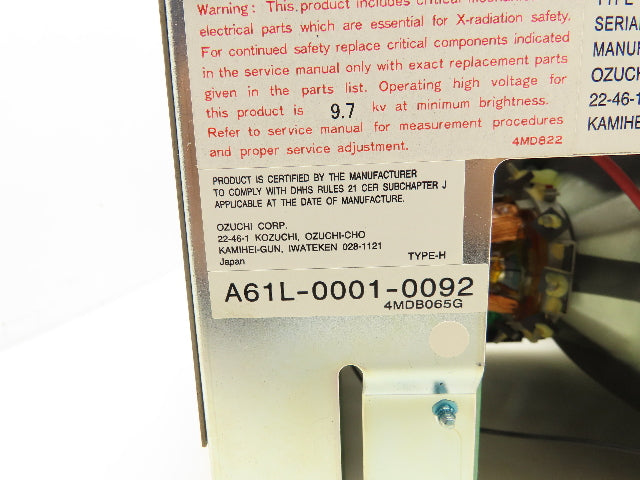 Warning: This product includes critical mechanical
electrical parts which are essential for X-radiation safety.
For continued safety replace critical components indicated
in the service manual only with exact replacement parts
given in the parts list. Operating high voltage for
this product is 9.7 kv at minimum brightness.
Refer to service manual for measurement procedures
and proper service adjustment. 4MD822
TYPE
SERIA
MANUF
OZUCH
22-46-1
KAMIHEI
PRODUCT IS CERTIFIED BY THE MANUFACTURER
TO COMPLY WITH DHHS RULES 21 CER SUBCHAPTER J
APPLICABLE AT THE DATE OF MANUFACTURE.
OZUCHI CORP.
22-46-1 KOZUCHI, OZUCHI-CHO
KAMIHEI-GUN, IWATEKEN 028-1121
Japan TYPE-H
A61L-0001-0092
4MDB065G